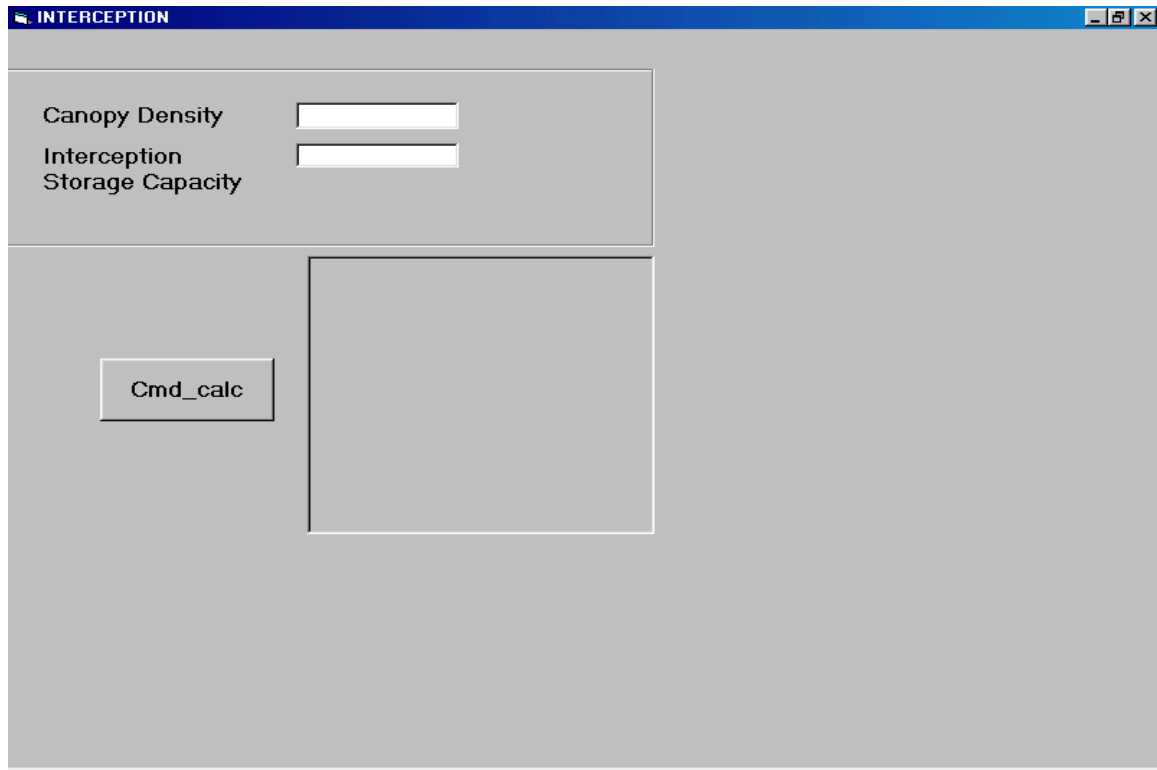 INTERCEPTION
Canopy Density
Interception
Storage Capacity
Cmd_calc